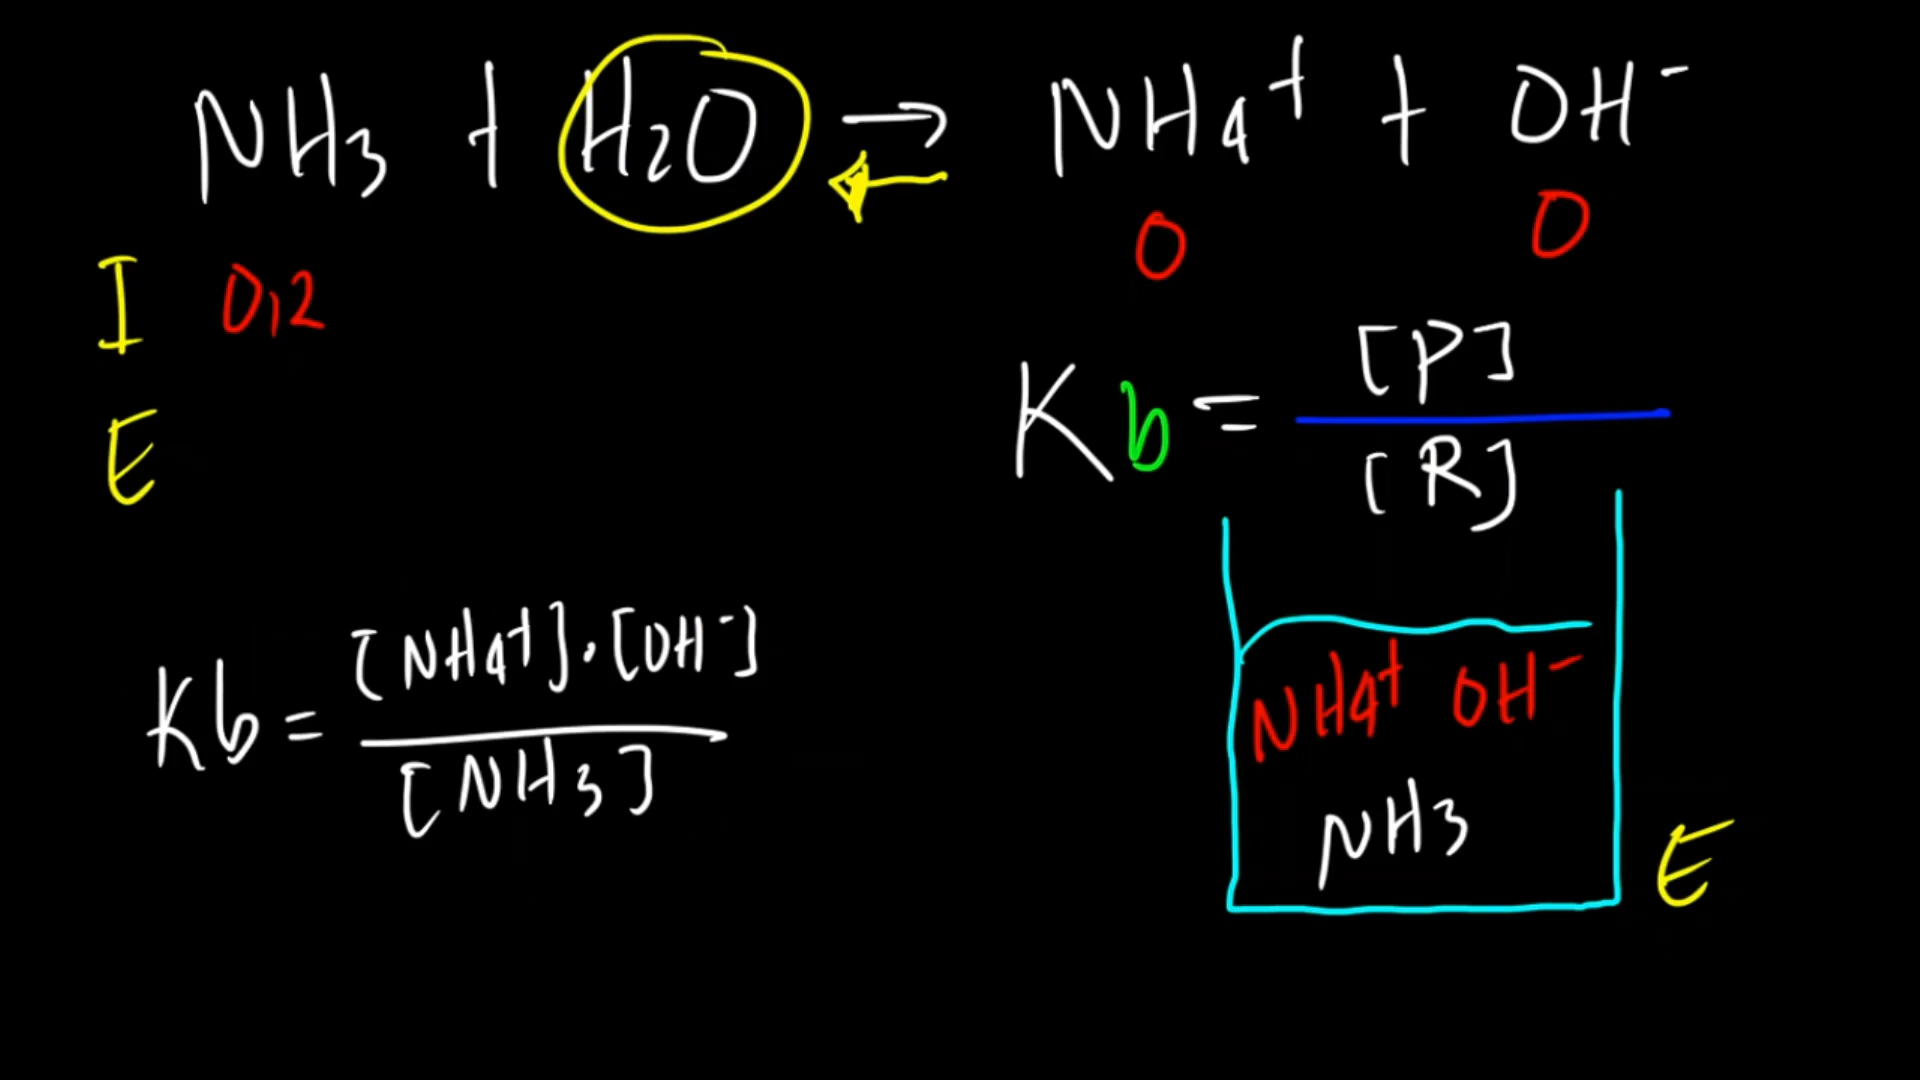 NH3 + H2O ⇌ NH4+ + OH-
0 0
I 0,2
Kb = [P] / [R]
E
Kb = [NH4+] . [OH-] / [NH3]
NH4+ OH-
NH3
E